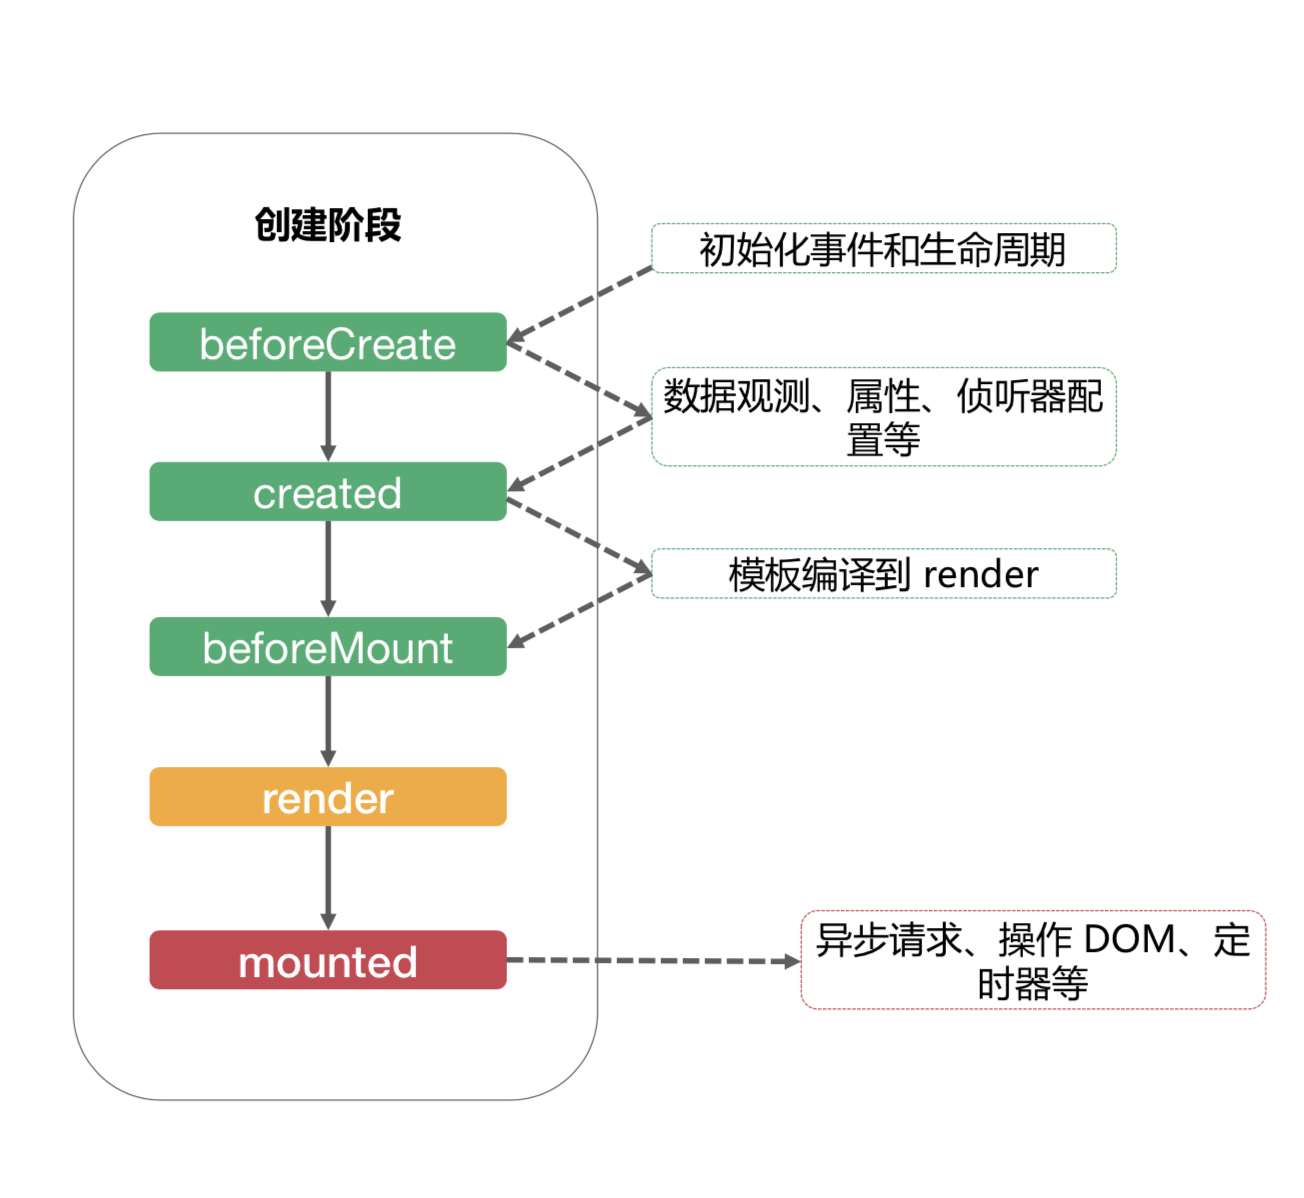 创建阶段
初始化事件和生命周期
beforeCreate
数据观测、属性、侦听器配
置等
created
模板编译到 render
beforeMount
render
mounted
异步请求、操作 DOM、定
时器等